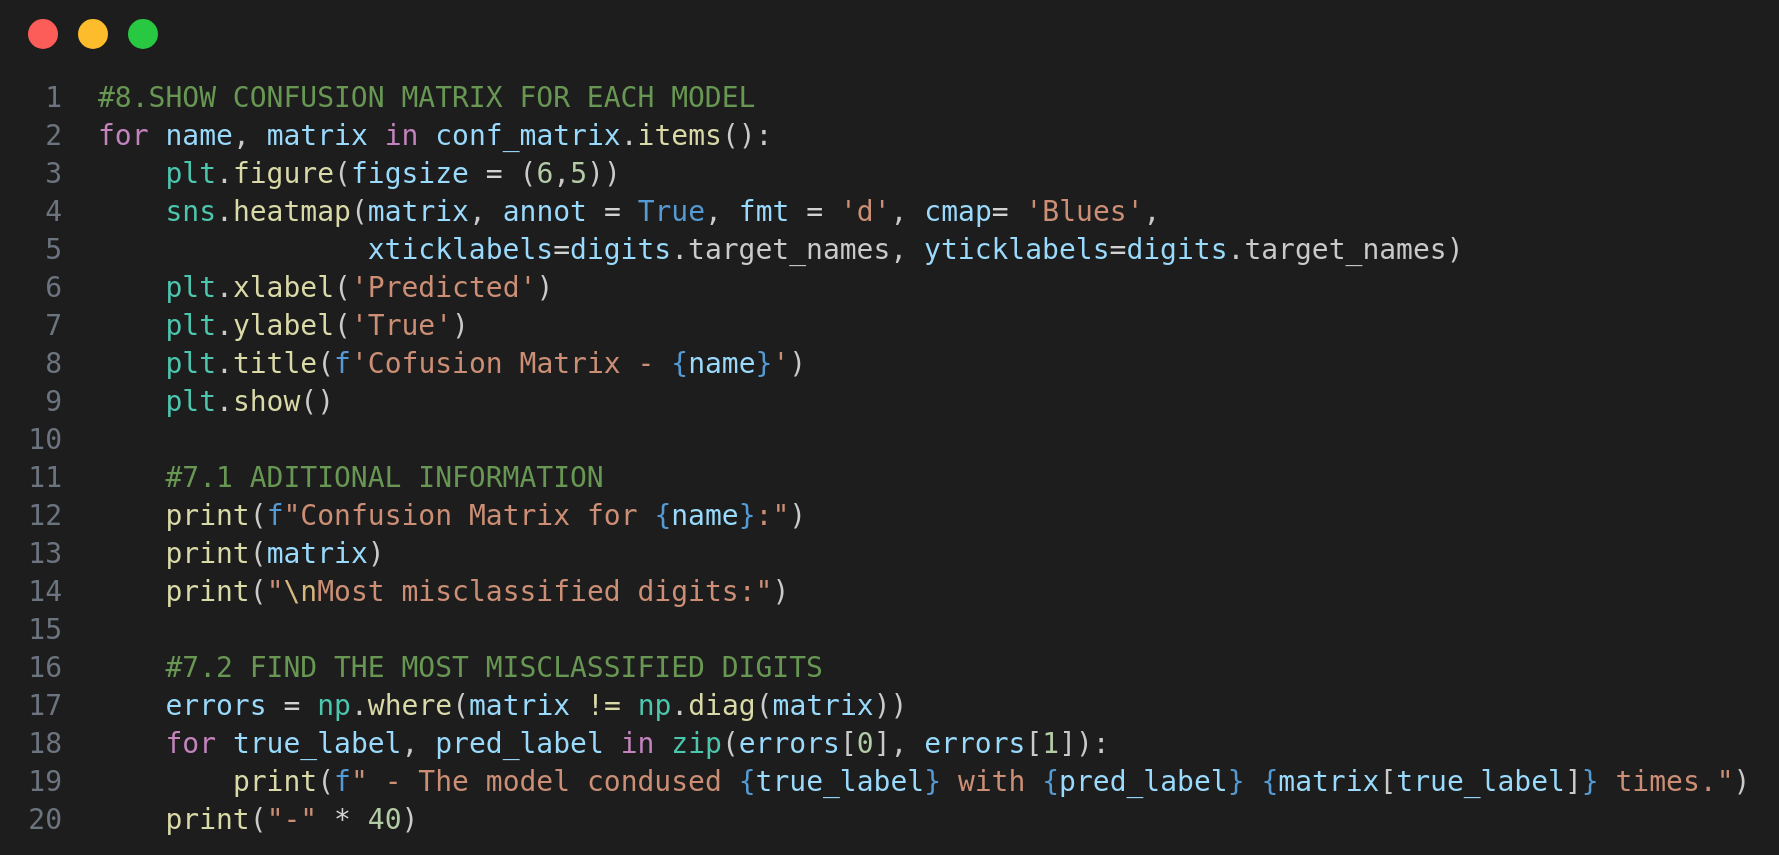 1 #8.SHOW CONFUSION MATRIX FOR EACH MODEL
2 for name, matrix in conf_matrix.items():
3     plt.figure(figsize = (6,5))
4     sns.heatmap(matrix, annot = True, fmt = 'd', cmap= 'Blues',
5                 xticklabels=digits.target_names, yticklabels=digits.target_names)
6     plt.xlabel('Predicted')
7     plt.ylabel('True')
8     plt.title(f'Cofusion Matrix - {name}')
9     plt.show()
10
11     #7.1 ADITIONAL INFORMATION
12     print(f"Confusion Matrix for {name}:")
13     print(matrix)
14     print("\nMost misclassified digits:")
15
16     #7.2 FIND THE MOST MISCLASSIFIED DIGITS
17     errors = np.where(matrix != np.diag(matrix))
18     for true_label, pred_label in zip(errors[0], errors[1]):
19         print(f" - The model condused {true_label} with {pred_label} {matrix[true_label]} times.")
20     print("-" * 40)